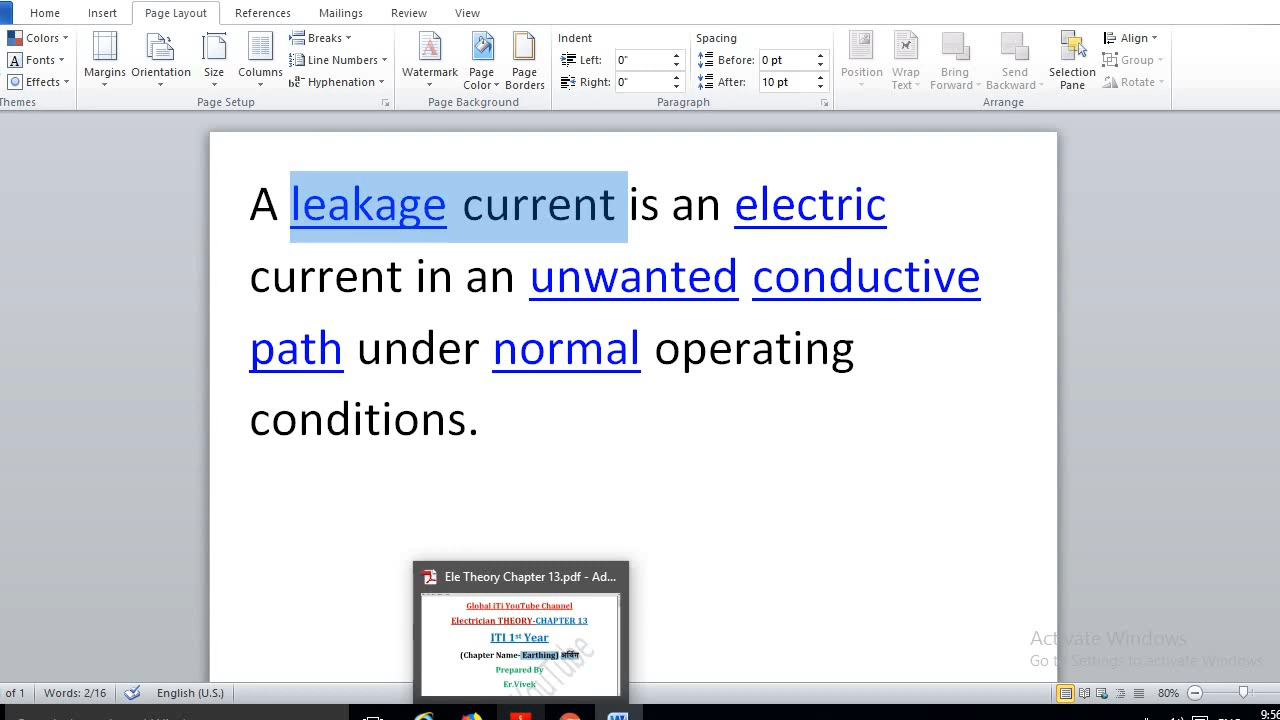 Home Insert Page Layout References Mailings Review View
Colors Fonts Effects
Themes
Margins Orientation Size Columns Breaks Line Numbers Hyphenation
Page Setup
Watermark Page Color Page Borders
Page Background
Indent Left: 0" Right: 0"
Spacing Before: 0 pt After: 10 pt
Paragraph
Position Wrap Text Bring Forward Send Backward Selection Pane Align Group Rotate
Arrange
A leakage current is an electric
current in an unwanted conductive
path under normal operating
conditions.
Ele Theory Chapter 13.pdf - Ad...
Global iTi YouTube Channel
Electrician THEORY-CHAPTER 13
ITI 1st Year
(Chapter Name- Earthing) अर्थिंग
Prepared By
Er.Vivek
YouTube
Activate Windows
Go to Settings to activate Windows.
of 1 Words: 2/16 English (U.S.) 80%
9:56